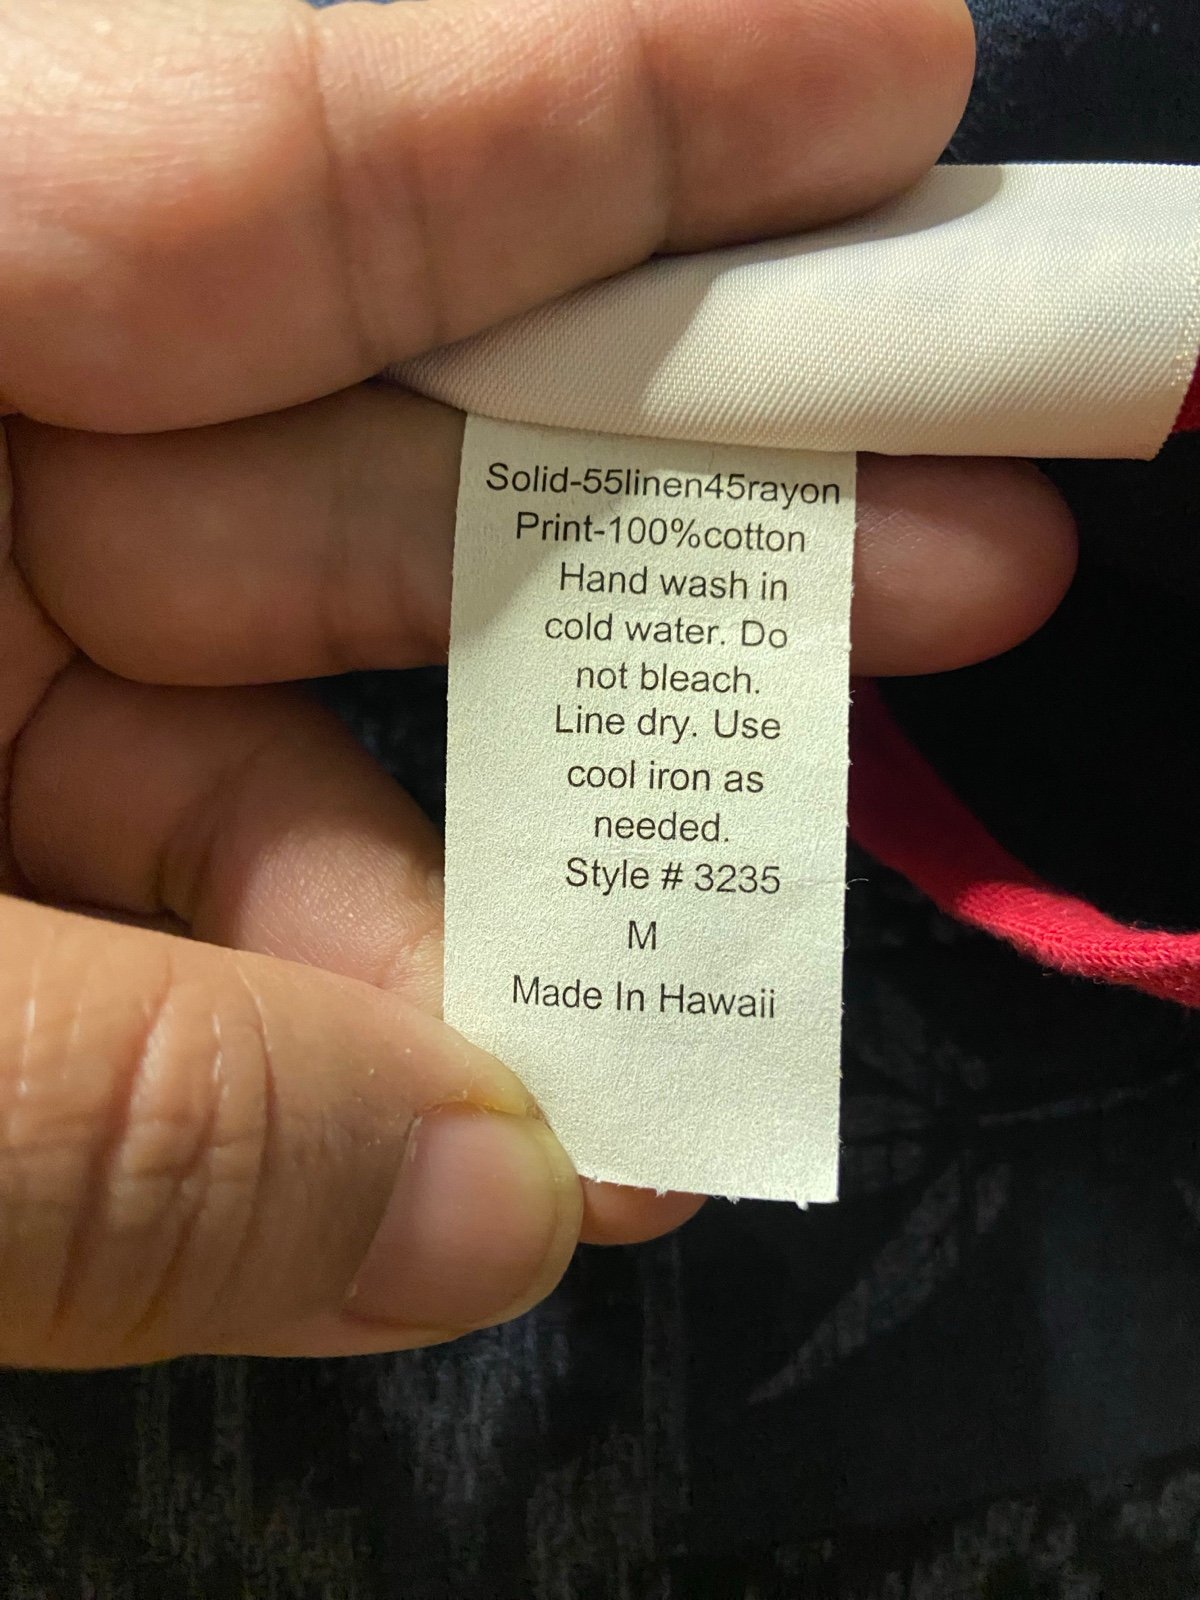 Solid-55linen45rayon
Print-100%cotton
Hand wash in
cold water. Do
not bleach.
Line dry. Use
cool iron as
needed.
Style # 3235
M
Made In Hawaii